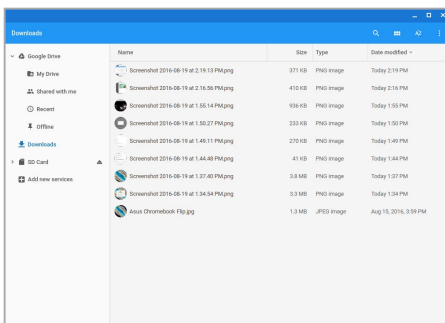 Downloads
Google Drive
My Drive
Shared with me
Recent
Offline
Downloads
SD Card
Add new services
Name Size Type Date modified
Screenshot 2016-08-19 at 2.19.13 PM.png 371 KB PNG image Today 2:19 PM
Screenshot 2016-08-19 at 2.16.56 PM.png 410 KB PNG image Today 2:16 PM
Screenshot 2016-08-19 at 1.55.14 PM.png 936 KB PNG image Today 1:55 PM
Screenshot 2016-08-19 at 1.50.27 PM.png 233 KB PNG image Today 1:50 PM
Screenshot 2016-08-19 at 1.49.11 PM.png 270 KB PNG image Today 1:49 PM
Screenshot 2016-08-19 at 1.44.48 PM.png 41 KB PNG image Today 1:44 PM
Screenshot 2016-08-19 at 1.37.40 PM.png 3.8 MB PNG image Today 1:37 PM
Screenshot 2016-08-19 at 1.34.54 PM.png 3.3 MB PNG image Today 1:34 PM
Asus Chromebook Flip.jpg 1.3 MB JPEG image Aug 15, 2016, 3:59 PM